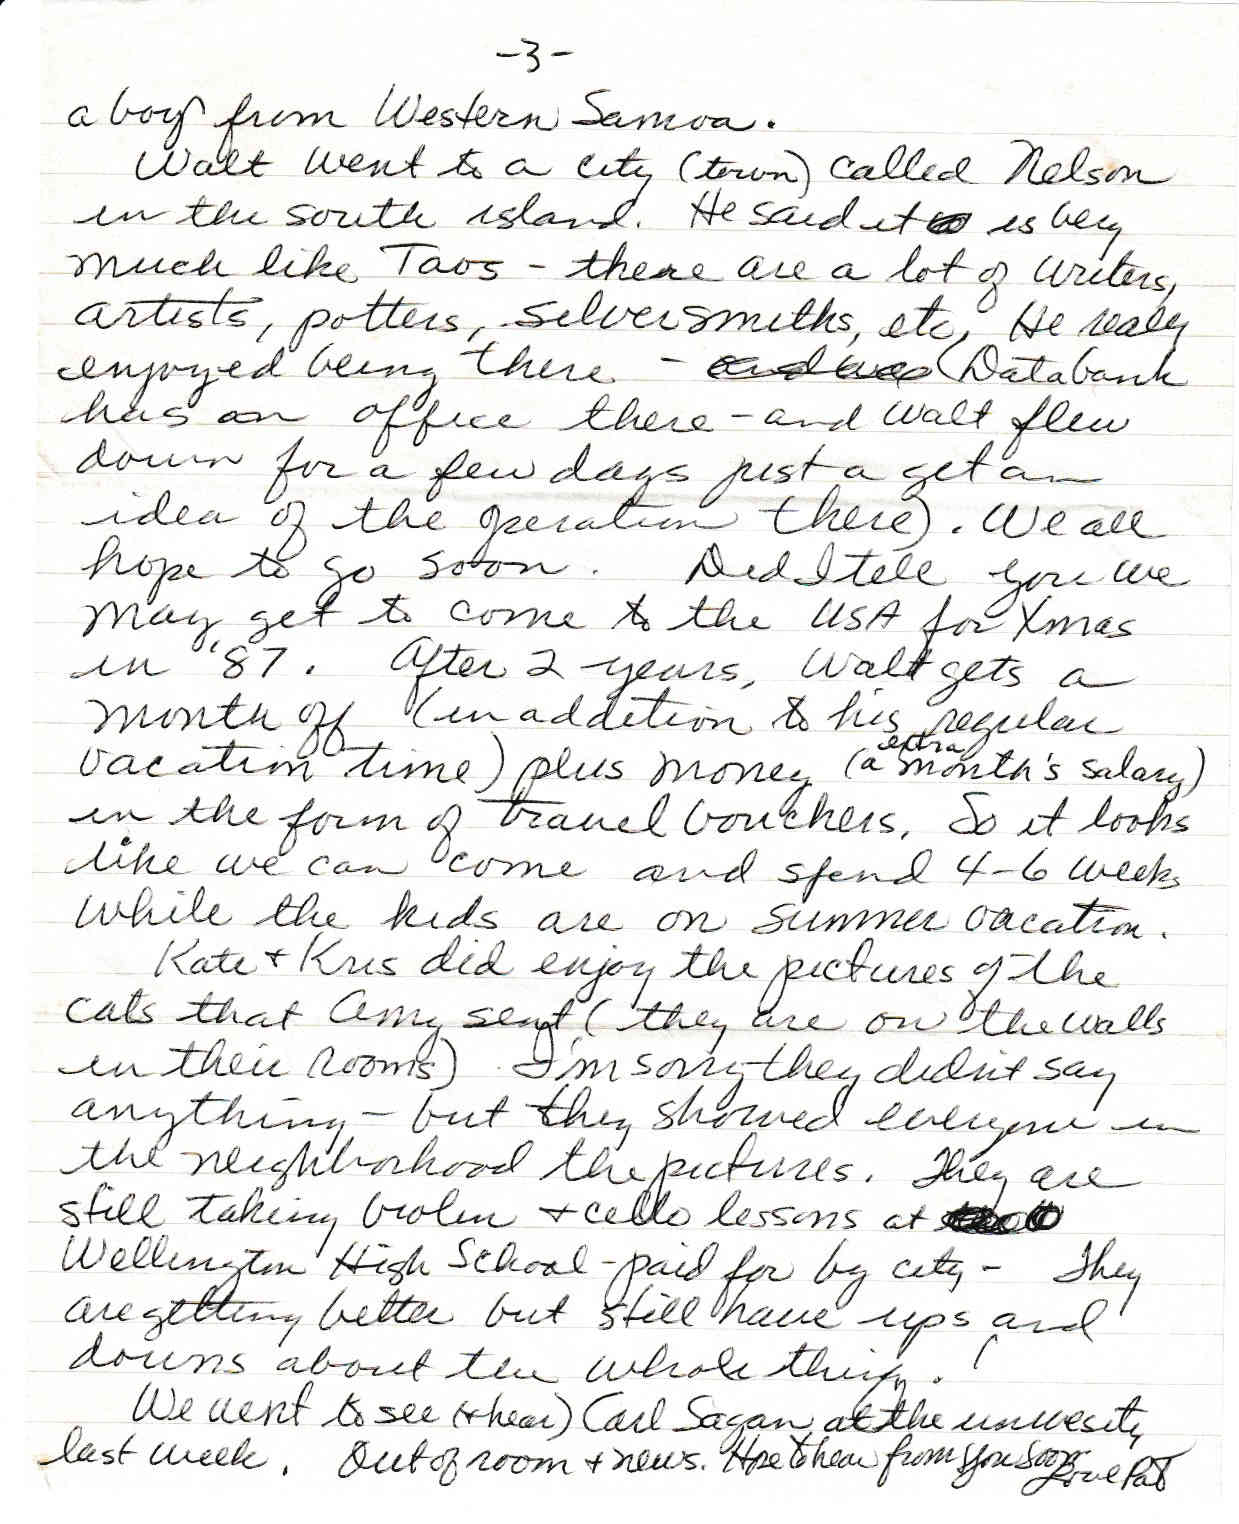 -3-
a boy from Western Samoa.
Walt went to a city (town) called Nelson
in the south island. He said it is very
much like Taos - there are a lot of writers,
artists, potters, silversmiths, etc, He realy
enjoyed being there - (Databank
has an office there - and Walt flew
down for a few days just a get an
idea of the operation there). We all
hope to go soon. Did I tell you we
may get to come to the USA for Xmas
in '87. After 2 years, Walt gets a
month off (in addition to his regular
vacation time) plus money (a extra month's salary)
in the form of travel vouchers. So it looks
like we can come and spend 4-6 weeks
while the kids are on summer vacation.
Kate + Kris did enjoy the pictures of the
cats that Amy sent (they are on the walls
in their rooms) I'm sorry they didn't say
anything - but they showed everyone in
the neighborhood the pictures. They are
still taking violin + cello lessons at
Wellington High School - paid for by city - They
are getting better but still have ups and
downs about the whole thing.
We went to see (+ hear) Carl Sagan at the univesity
last week. Out of room + news. Hope to hear from you soon
Love Pat